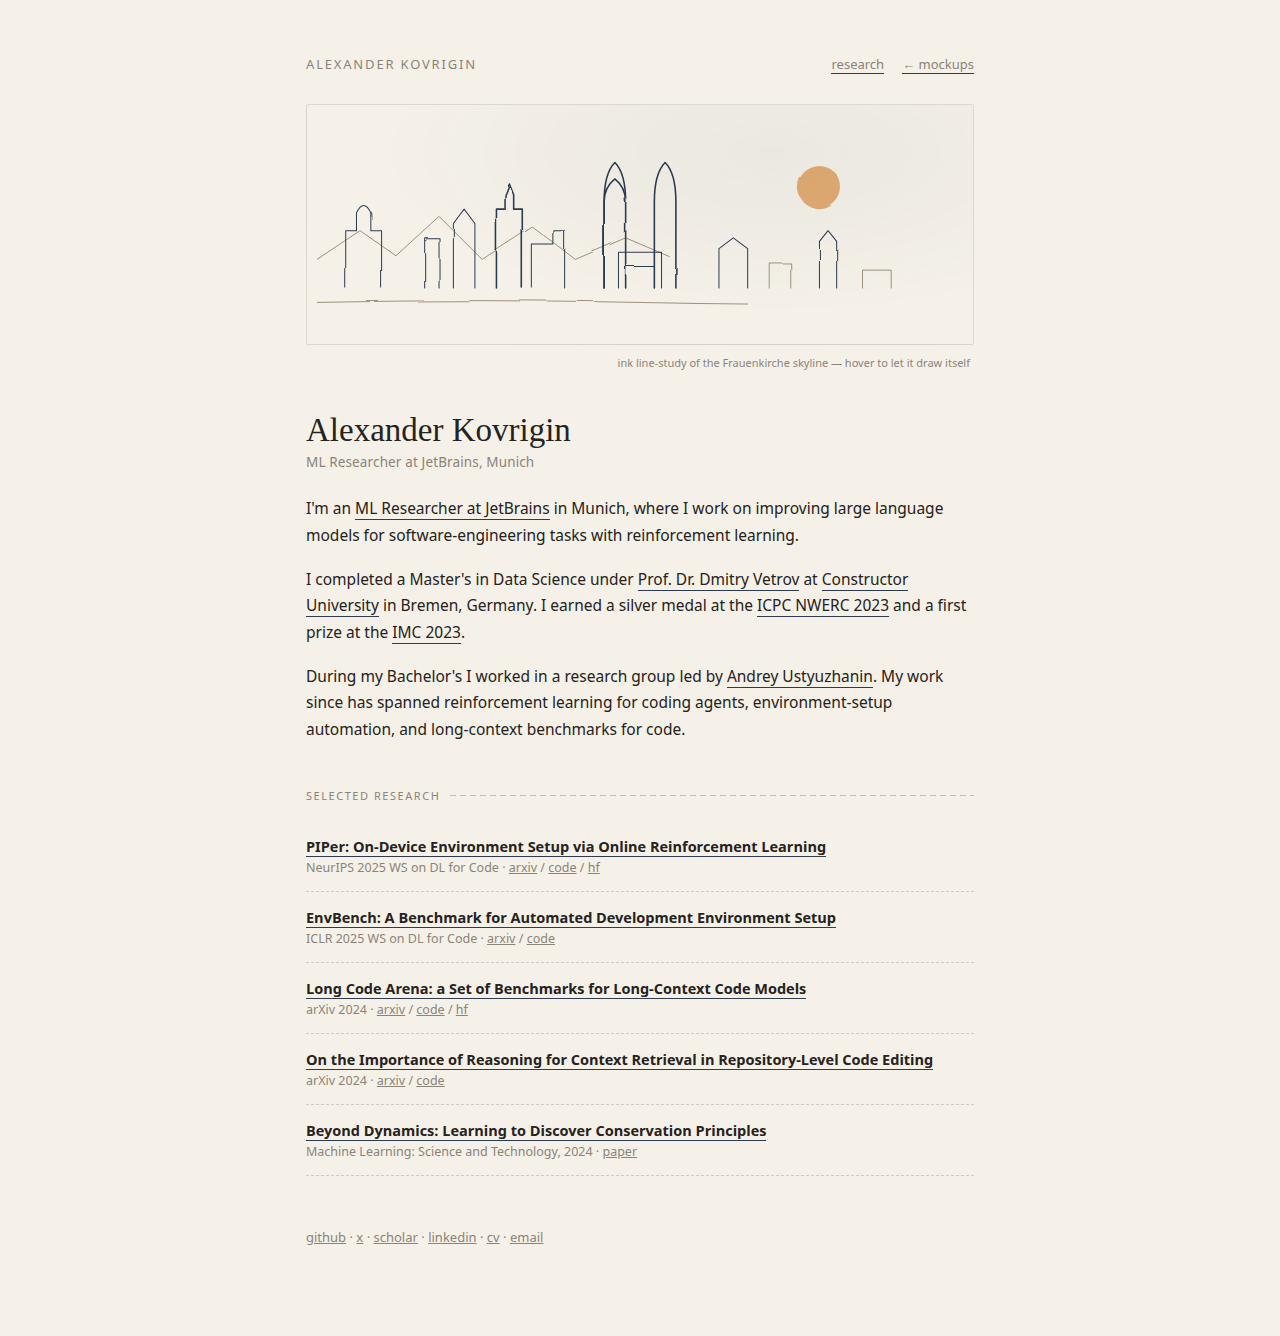 ALEXANDER KOVRIGIN
research ← mockups
ink line-study of the Frauenkirche skyline — hover to let it draw itself
Alexander Kovrigin
ML Researcher at JetBrains, Munich
I'm an ML Researcher at JetBrains in Munich, where I work on improving large language
models for software-engineering tasks with reinforcement learning.
I completed a Master's in Data Science under Prof. Dr. Dmitry Vetrov at Constructor
University in Bremen, Germany. I earned a silver medal at the ICPC NWERC 2023 and a first
prize at the IMC 2023.
During my Bachelor's I worked in a research group led by Andrey Ustyuzhanin. My work
since has spanned reinforcement learning for coding agents, environment-setup
automation, and long-context benchmarks for code.
SELECTED RESEARCH
PIPer: On-Device Environment Setup via Online Reinforcement Learning
NeurIPS 2025 WS on DL for Code · arxiv / code / hf
EnvBench: A Benchmark for Automated Development Environment Setup
ICLR 2025 WS on DL for Code · arxiv / code
Long Code Arena: a Set of Benchmarks for Long-Context Code Models
arXiv 2024 · arxiv / code / hf
On the Importance of Reasoning for Context Retrieval in Repository-Level Code Editing
arXiv 2024 · arxiv / code
Beyond Dynamics: Learning to Discover Conservation Principles
Machine Learning: Science and Technology, 2024 · paper
github · x · scholar · linkedin · cv · email